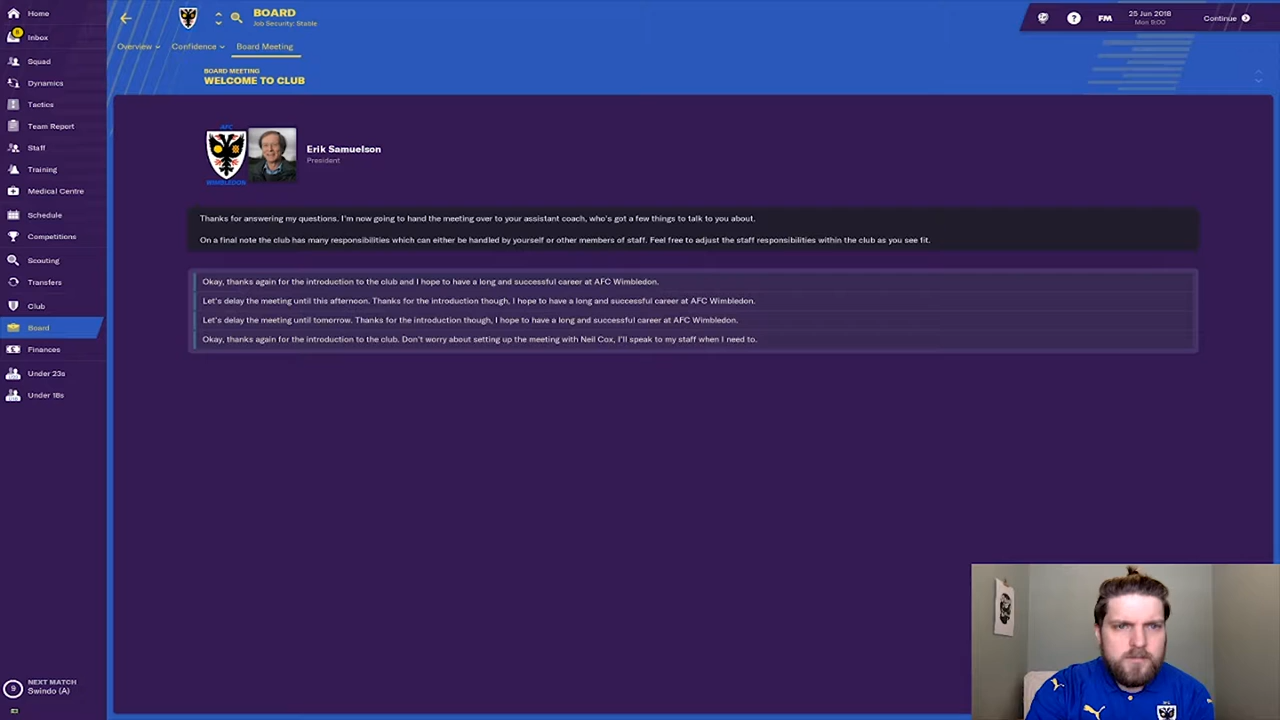 Home
8
Inbox
Squad
Dynamics
Tactics
Team Report
Staff
Training
Medical Centre
Schedule
Competitions
Scouting
Transfers
Club
Board
Finances
Under 23s
Under 18s
9
NEXT MATCH
Swindo (A)
BOARD
Job Security: Stable
?
FM
25 Jun 2018
Mon 9:00
Continue
Overview
Confidence
Board Meeting
BOARD MEETING
WELCOME TO CLUB
AFC
WIMBLEDON
Erik Samuelson
President
Thanks for answering my questions. I'm now going to hand the meeting over to your assistant coach, who's got a few things to talk to you about.
On a final note the club has many responsibilities which can either be handled by yourself or other members of staff. Feel free to adjust the staff responsibilities within the club as you see fit.
Okay, thanks again for the introduction to the club and I hope to have a long and successful career at AFC Wimbledon.
Let's delay the meeting until this afternoon. Thanks for the introduction though, I hope to have a long and successful career at AFC Wimbledon.
Let's delay the meeting until tomorrow. Thanks for the introduction though, I hope to have a long and successful career at AFC Wimbledon.
Okay, thanks again for the introduction to the club. Don't worry about setting up the meeting with Neil Cox, I'll speak to my staff when I need to.